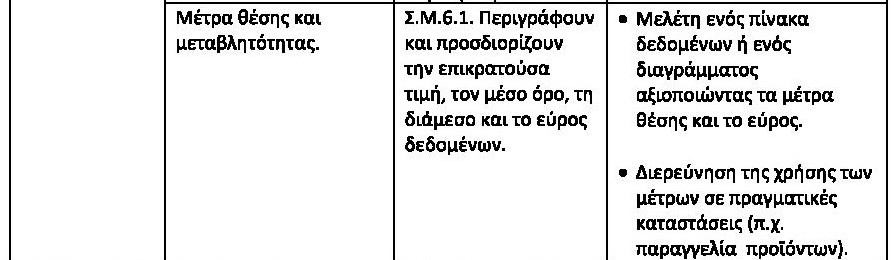 Μέτρα θέσης και
μεταβλητότητας.
Σ.Μ.6.1. Περιγράφουν
και προσδιορίζουν
την επικρατούσα
τιμή, τον μέσο όρο, τη
διάμεσο και το εύρος
δεδομένων.
• Μελέτη ενός πίνακα
δεδομένων ή ενός
διαγράμματος
αξιοποιώντας τα μέτρα
θέσης και το εύρος.
• Διερεύνηση της χρήσης των
μέτρων σε πραγματικές
καταστάσεις (π.χ.
παραγγελία προϊόντων).